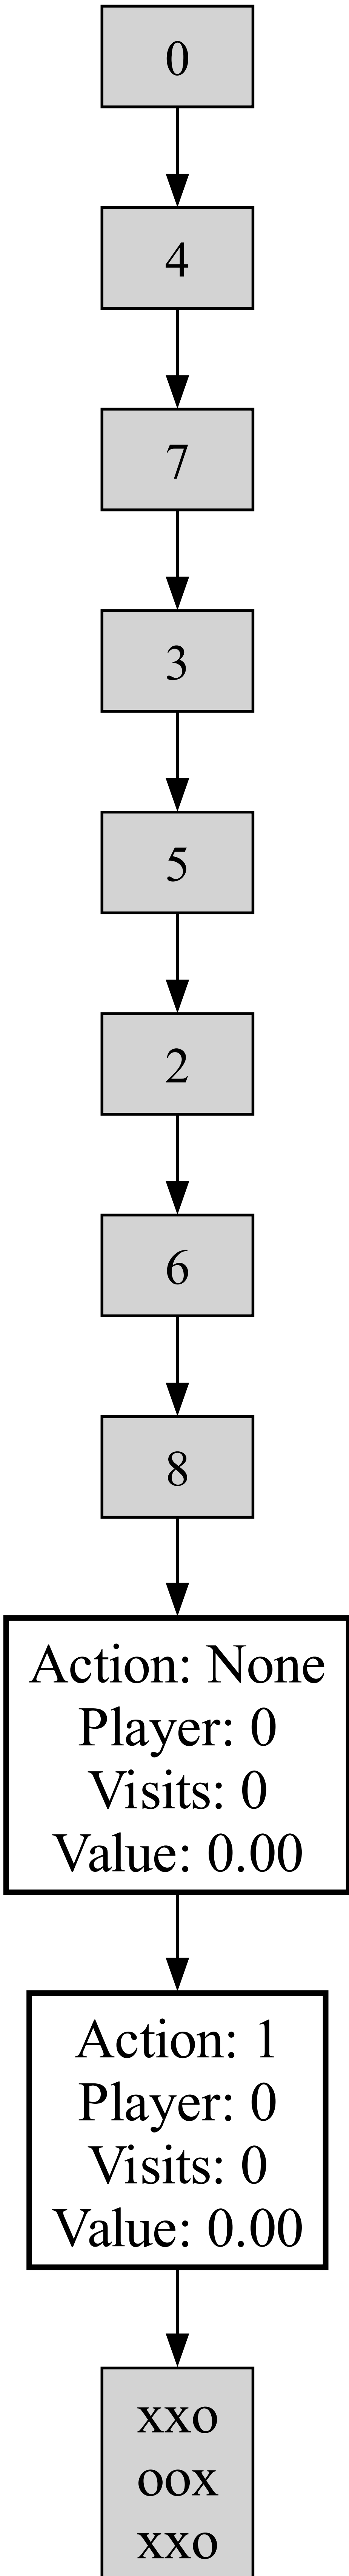 0
4
7
3
5
2
6
8
Action: None
Player: 0
Visits: 0
Value: 0.00
Action: 1
Player: 0
Visits: 0
Value: 0.00
xxo
oox
xxo